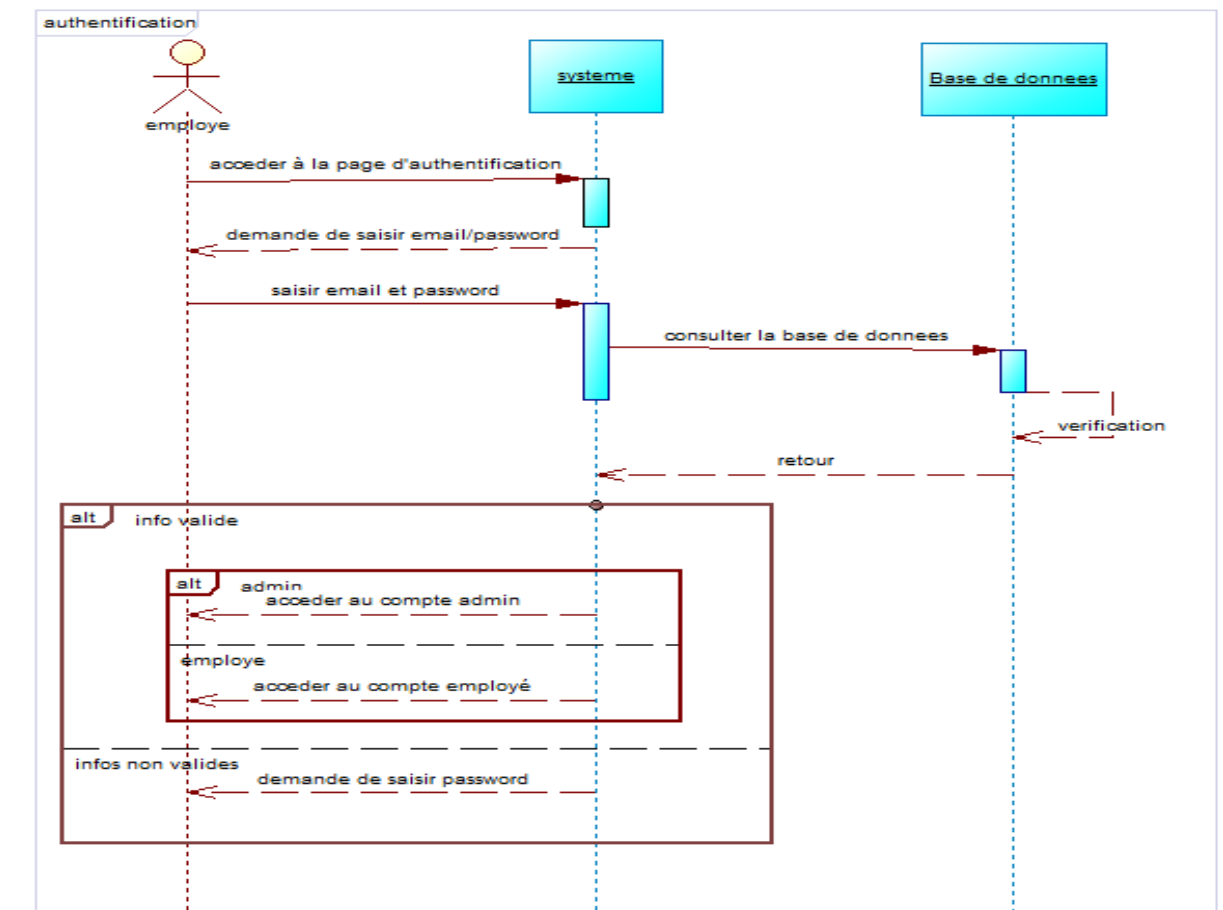 authentification
employe
systeme
Base de donnees
acceder à la page d'authentification
demande de saisir email/password
saisir email et password
consulter la base de donnees
verification
retour
alt
info valide
alt
admin
acceder au compte admin
employe
acceder au compte employé
infos non valides
demande de saisir password